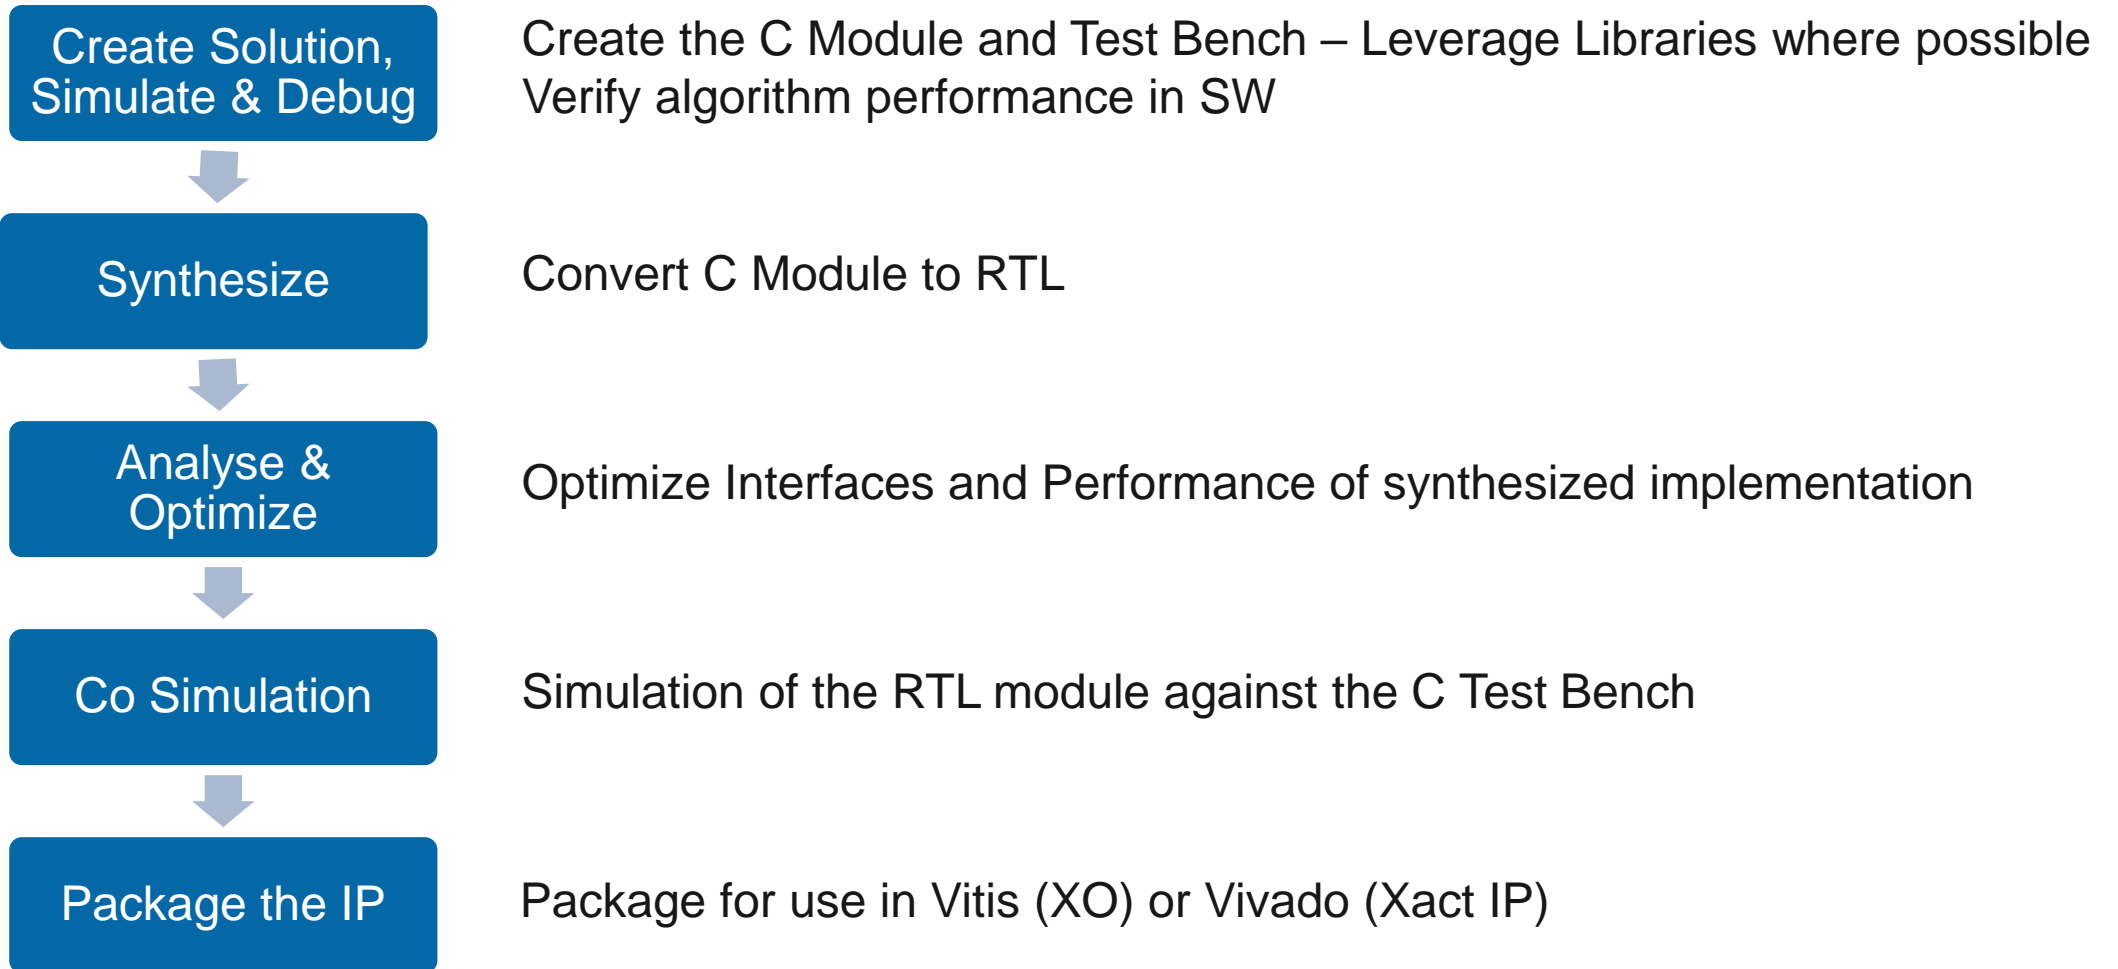 Create Solution,
Simulate & Debug
Create the C Module and Test Bench – Leverage Libraries where possible
Verify algorithm performance in SW
Synthesize
Convert C Module to RTL
Analyse &
Optimize
Optimize Interfaces and Performance of synthesized implementation
Co Simulation
Simulation of the RTL module against the C Test Bench
Package the IP
Package for use in Vitis (XO) or Vivado (Xact IP)